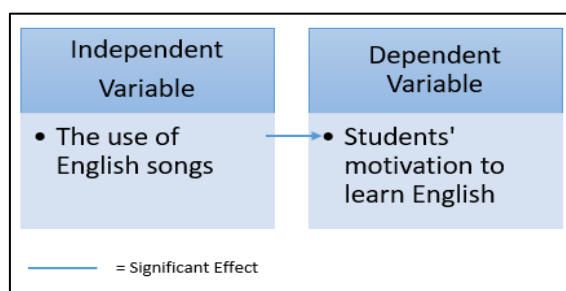 Independent
Variable
• The use of
English songs
Dependent
Variable
• Students'
motivation to
learn English
= Significant Effect